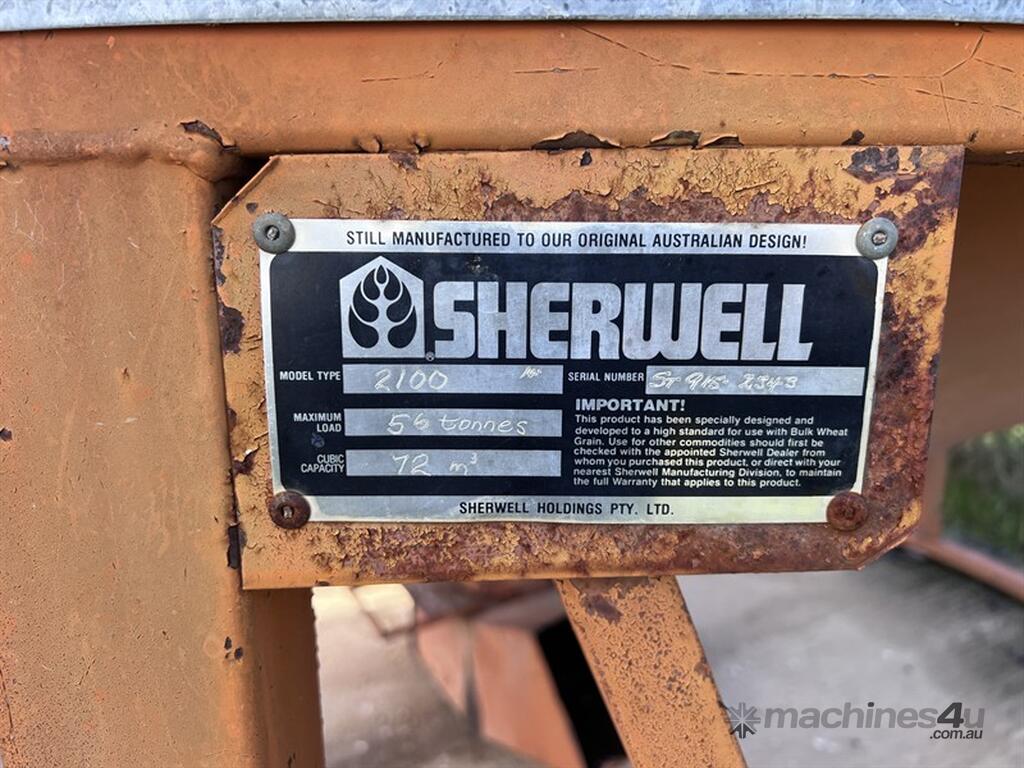 STILL MANUFACTURED TO OUR ORIGINAL AUSTRALIAN DESIGN!
SHERWELL
MODEL TYPE 2100
SERIAL NUMBER
MAXIMUM LOAD 56 tonnes
CUBIC CAPACITY 72 m³
IMPORTANT!
This product has been specially designed and
developed to a high standard for use with Bulk Wheat
Grain. Use for other commodities should first be
checked with the appointed Sherwell Dealer from
whom you purchased this product, or direct with your
nearest Sherwell Manufacturing Division, to maintain
the full Warranty that applies to this product.
SHERWELL HOLDINGS PTY. LTD.
machines4u
.com.au